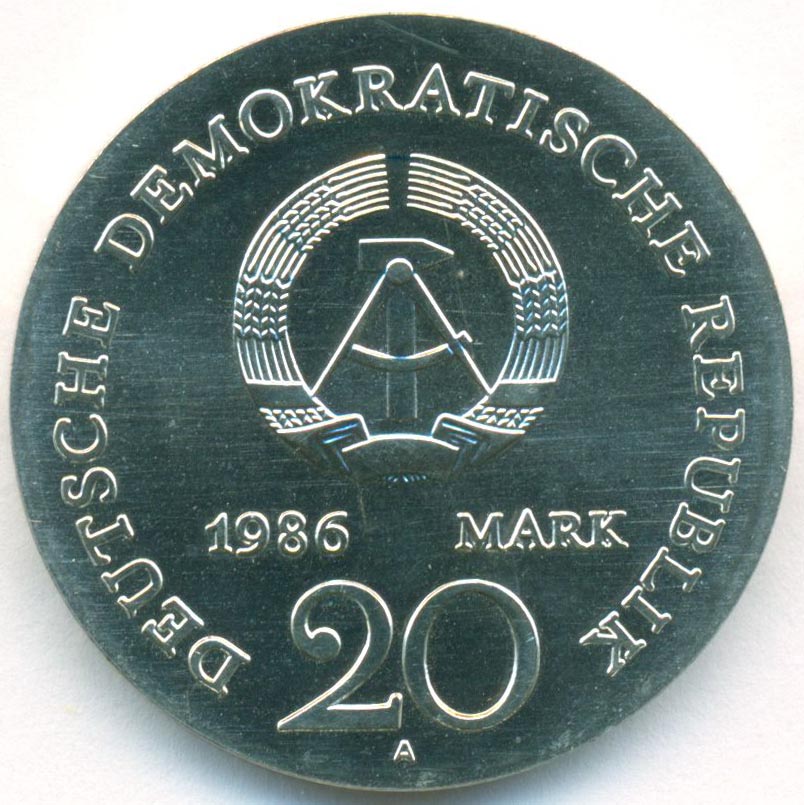 DEUTSCHE DEMOKRATISCHE REPUBLIK
1986 MARK
20
A